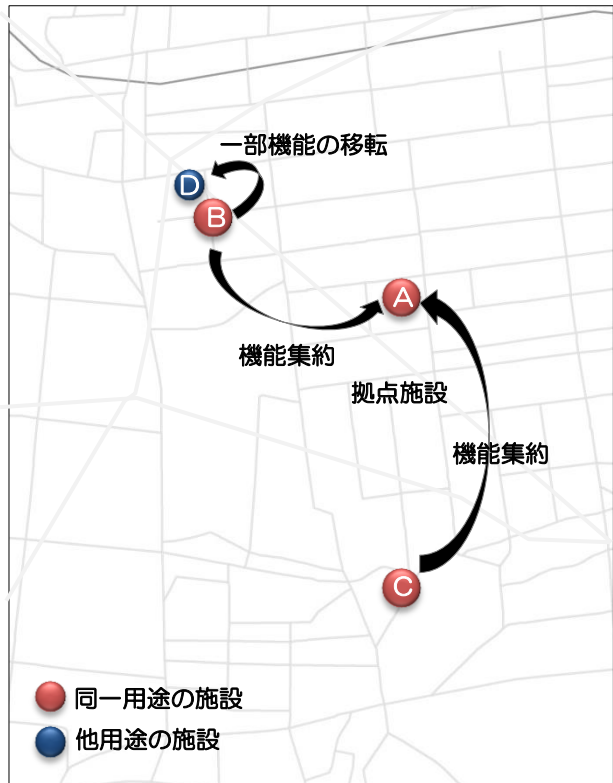 一部機能の移転
D
B
A
機能集約
拠点施設
機能集約
C
同一用途の施設
他用途の施設